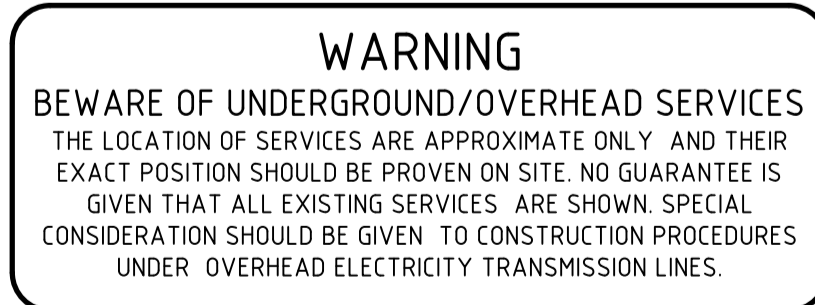 WARNING
BEWARE OF UNDERGROUND/OVERHEAD SERVICES
THE LOCATION OF SERVICES ARE APPROXIMATE ONLY AND THEIR
EXACT POSITION SHOULD BE PROVEN ON SITE. NO GUARANTEE IS
GIVEN THAT ALL EXISTING SERVICES ARE SHOWN. SPECIAL
CONSIDERATION SHOULD BE GIVEN TO CONSTRUCTION PROCEDURES
UNDER OVERHEAD ELECTRICITY TRANSMISSION LINES.